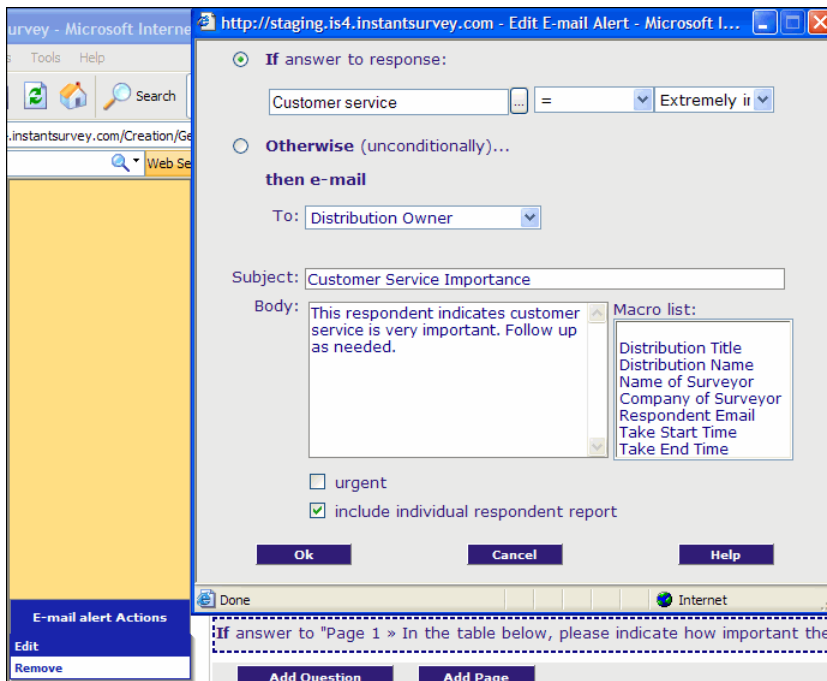 urvey - Microsoft Interne
http://staging.is4.instantsurvey.com - Edit E-mail Alert - Microsoft I...
s Tools Help
Search
.instantsurvey.com/Creation/Ge
Web Se
If answer to response:
Customer service ... = Extremely
Otherwise (unconditionally)...
then e-mail
To: Distribution Owner
Subject: Customer Service Importance
Body: This respondent indicates customer
service is very important. Follow up
as needed.
Macro list:
Distribution Title
Distribution Name
Name of Surveyor
Company of Surveyor
Respondent Email
Take Start Time
Take End Time
urgent
include individual respondent report
Ok Cancel Help
Done Internet
E-mail alert Actions
Edit
Remove
If answer to "Page 1 » In the table below, please indicate how important the
Add Question Add Page